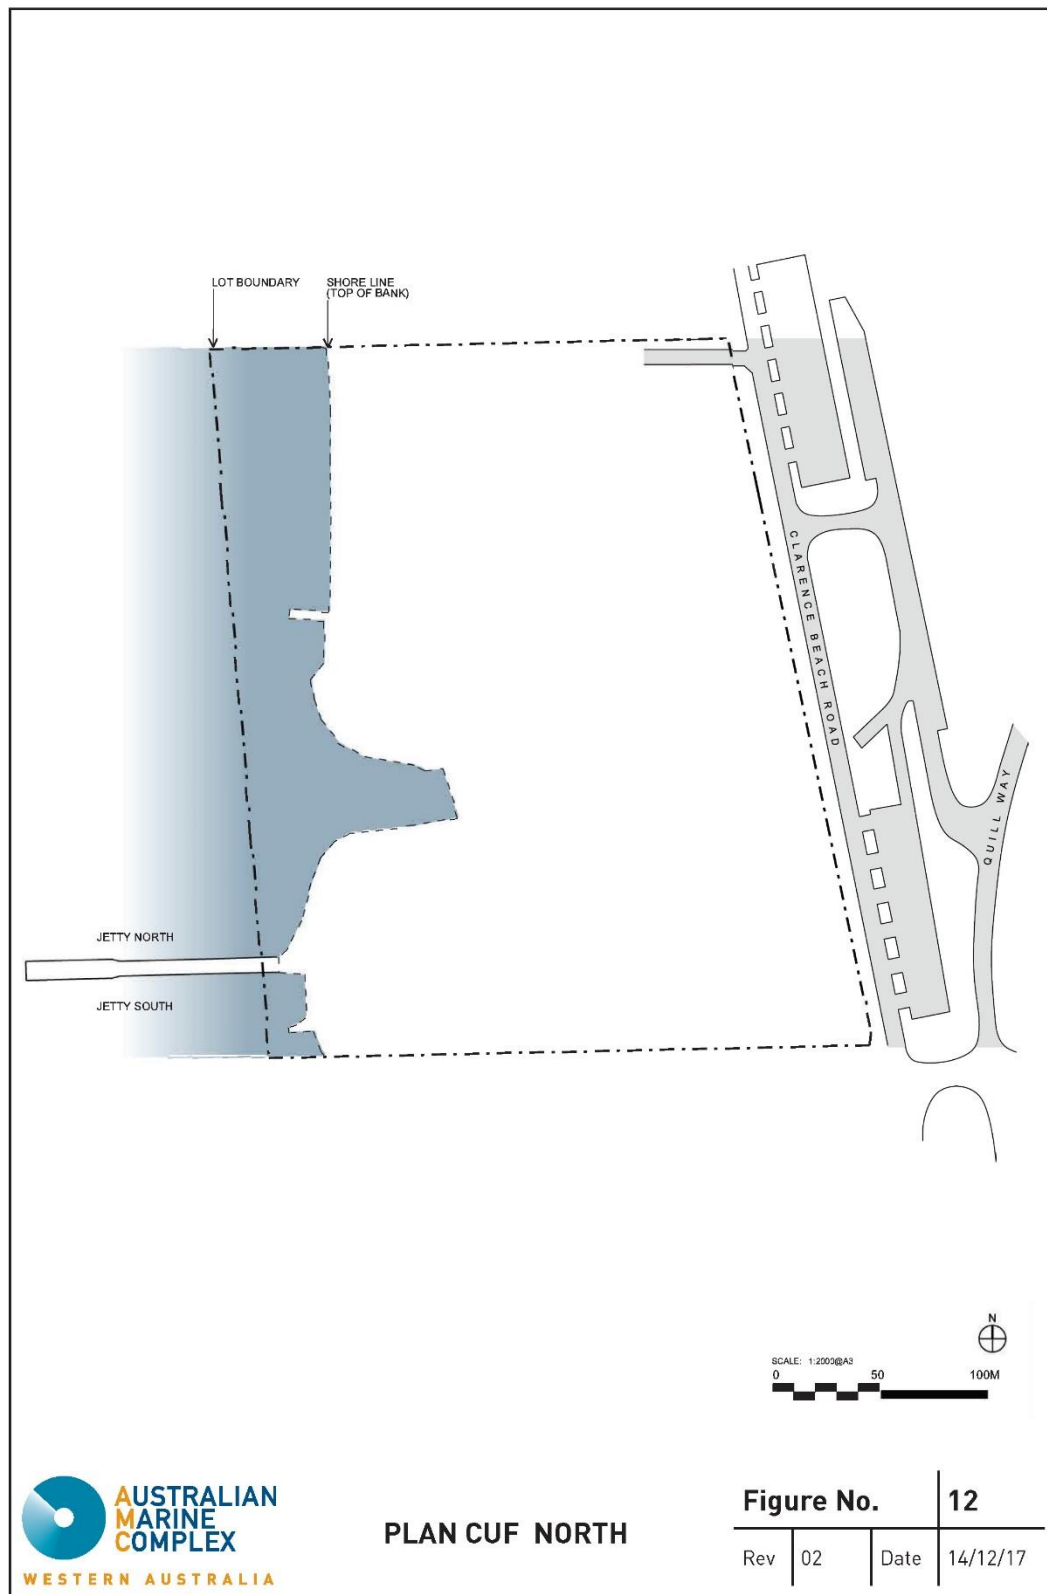 LOT BOUNDARY
SHORE LINE
(TOP OF BANK)
CLARENCE BEACH ROAD
QUILL WAY
JETTY NORTH
JETTY SOUTH
N
SCALE: 1:2000@A3
0 50 100M
AUSTRALIAN
MARINE
COMPLEX
WESTERN AUSTRALIA
PLAN CUF NORTH
Figure No. 12
Rev 02 Date 14/12/17